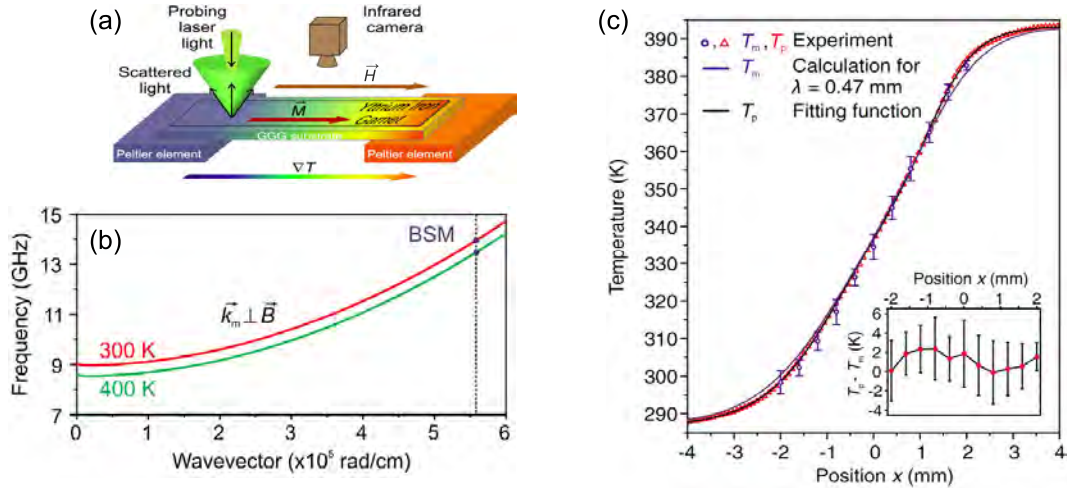 (a)
Probing
laser
light
Infrared
camera
Scattered
light
H
M
Yttrium Iron
Garnet
GGG substrate
Peltier element
Peltier element
∇T
(b)
15
14
13
11
9
7
Frequency (GHz)
BSM
k_m ⊥ B
300 K
400 K
0 1 2 3 4 5 6
Wavevector (x10⁵ rad/cm)
(c)
390
380
370
360
350
340
330
320
310
300
290
Temperature (K)
T_m, T_p Experiment
T_m Calculation for
λ = 0.47 mm
T_p Fitting function
Position x (mm)
-2 -1 0 1 2
6
4
2
0
-2
-4
T_p - T_m (K)
-4 -3 -2 -1 0 1 2 3 4
Position x (mm)